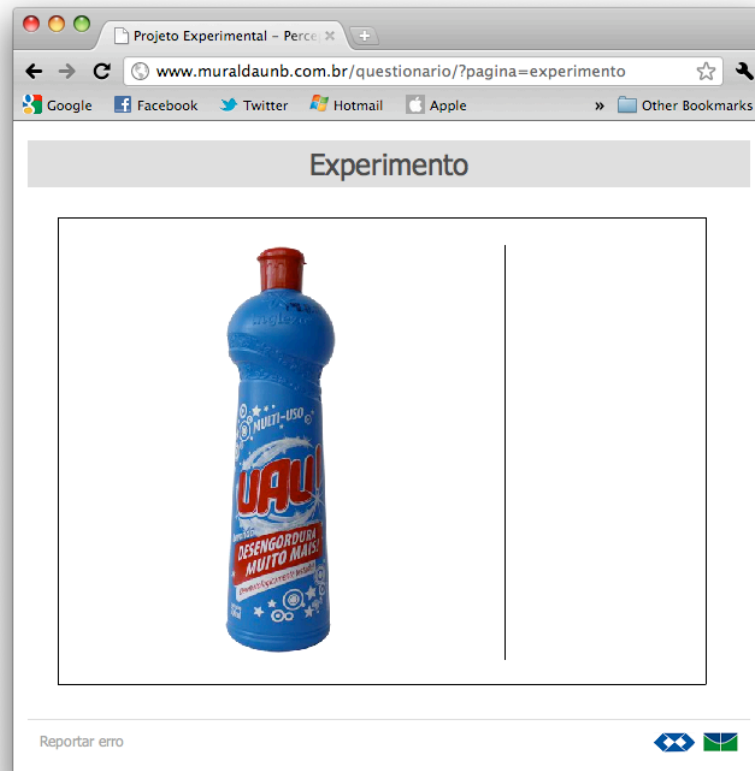 Projeto Experimental – Perce
www.muraldaunb.com.br/questionario/?pagina=experimento
Google Facebook Twitter Hotmail Apple » Other Bookmarks
Experimento
MULTI-USO
UAU!
DESENGORDURA
MUITO MAIS!
Reportar erro